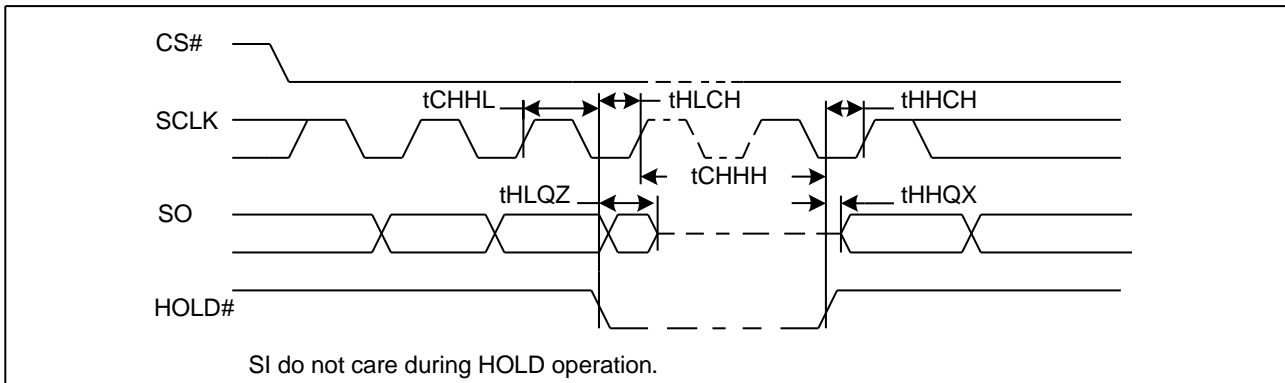 CS#
tCHHL
tHLCH
tHHCH
SCLK
tCHHH
tHLQZ
tHHQX
SO
HOLD#
SI do not care during HOLD operation.